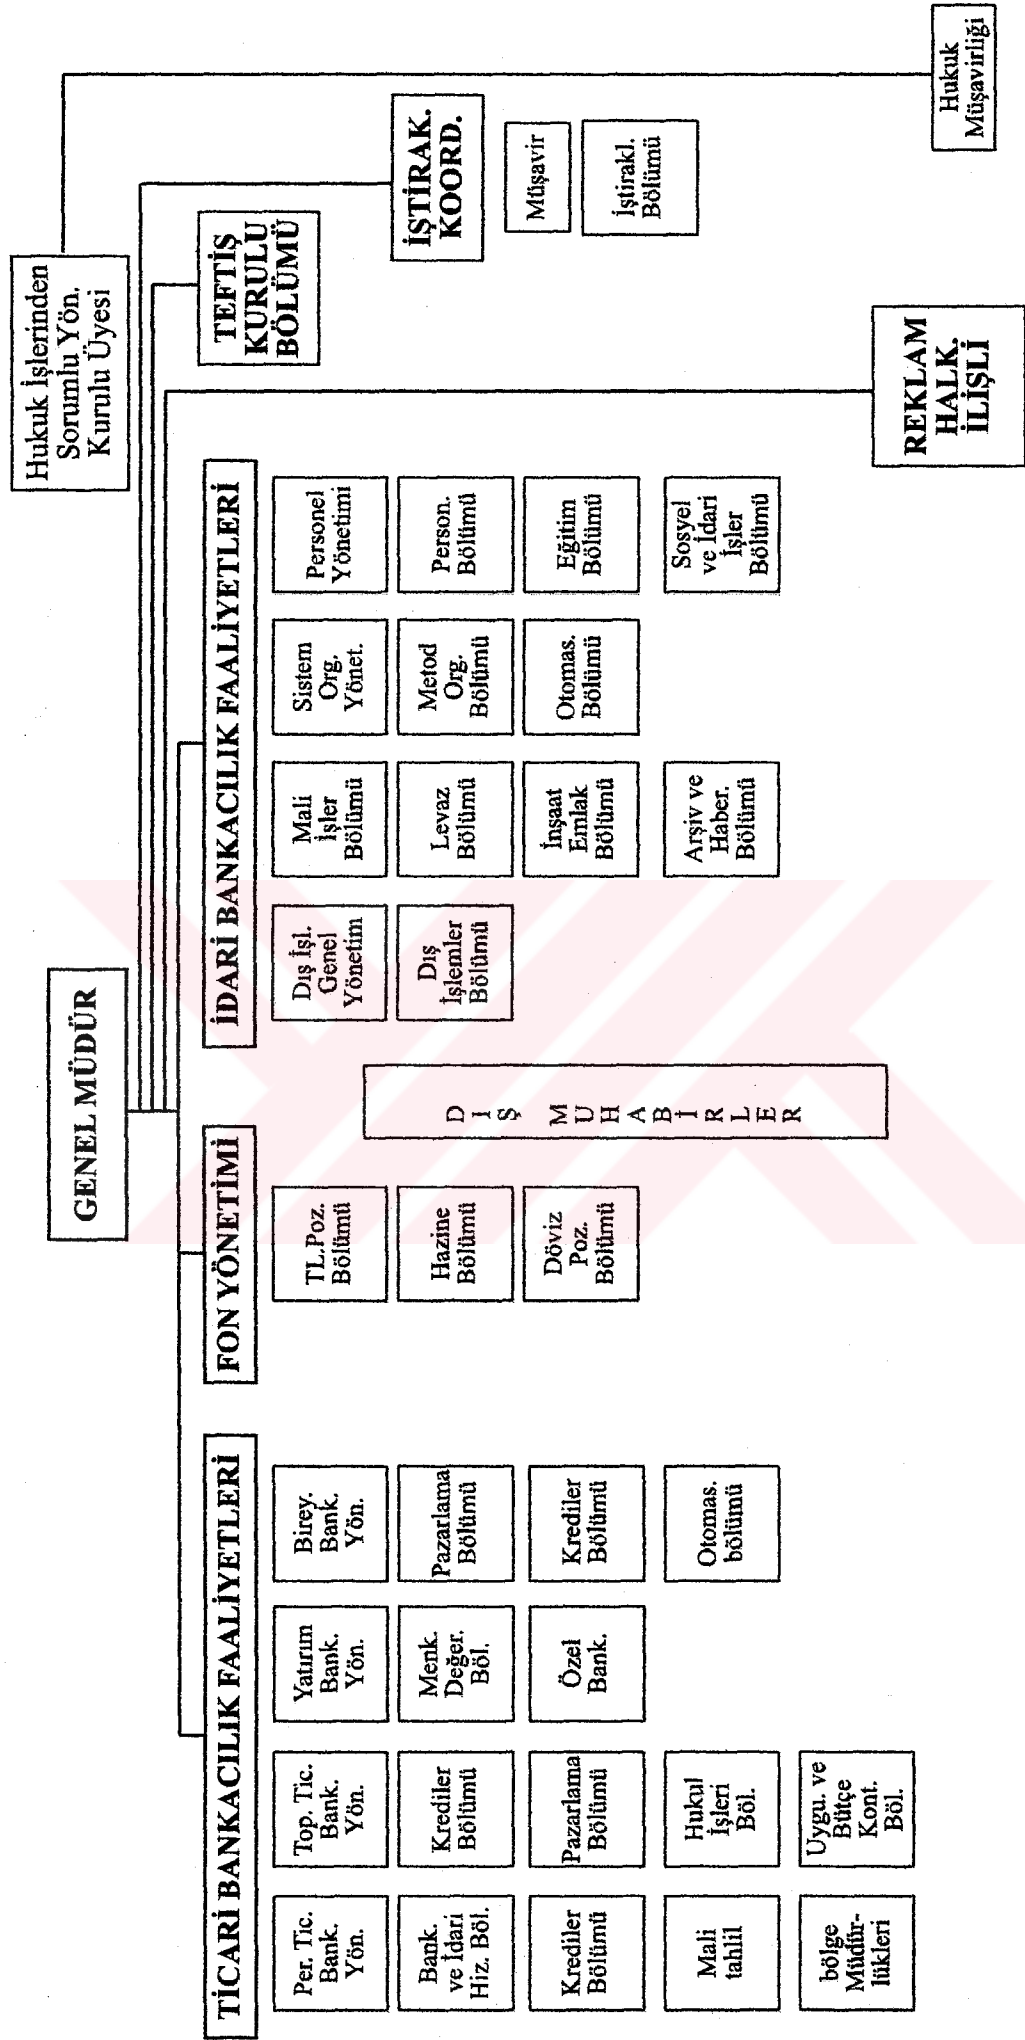 Hukuk İşlerinden
Sorumlu Yön.
Kurulu Üyesi
GENEL MÜDÜR
TİCARİ BANKACILIK FAALİYETLERİ
Per. Tic.
Bank.
Yön.
Bank.
ve İdari
Hiz. Böl.
Krediler
Bölümü
Mali
tahlil
bölge
Müdür-
lükleri
Top. Tic.
Bank.
Yön.
Krediler
Bölümü
Pazarlama
Bölümü
Hukul
İşleri
Böl.
Uygu. ve
Bütçe
Kont.
Böl.
Yatırım
Bank.
Yön.
Menk.
Değer.
Böl.
Özel
Bank.
Birey.
Bank.
Yön.
Pazarlama
Bölümü
Krediler
Bölümü
Otomas.
bölümü
FON YÖNETİMİ
TL.Poz.
Bölümü
Hazine
Bölümü
Döviz
Poz.
Bölümü
D
I
Ş
M
U
H
A
B
İ
R
L
E
R
İDARİ BANKACILIK FAALİYETLERİ
Dış İşl.
Genel
Yönetim
Dış
İşlemler
Bölümü
Mali
İşler
Bölümü
Levaz
Bölümü
İnşaat
Emlak
Bölümü
Arşiv ve
Haber.
Bölümü
Sistem
Org.
Yönet.
Metod
Org.
Bölümü
Otomas.
Bölümü
Personel
Yönetimi
Person.
Bölümü
Eğitim
Bölümü
Sosyel
ve İdari
İşler
Bölümü
REKLAM
HALK.
İLİŞLİ
TEFTİŞ
KURULU
BÖLÜMÜ
İŞTİRAK.
KOORD.
Müşavir
İştirakl.
Bölümü
Hukuk
Müşavirliği